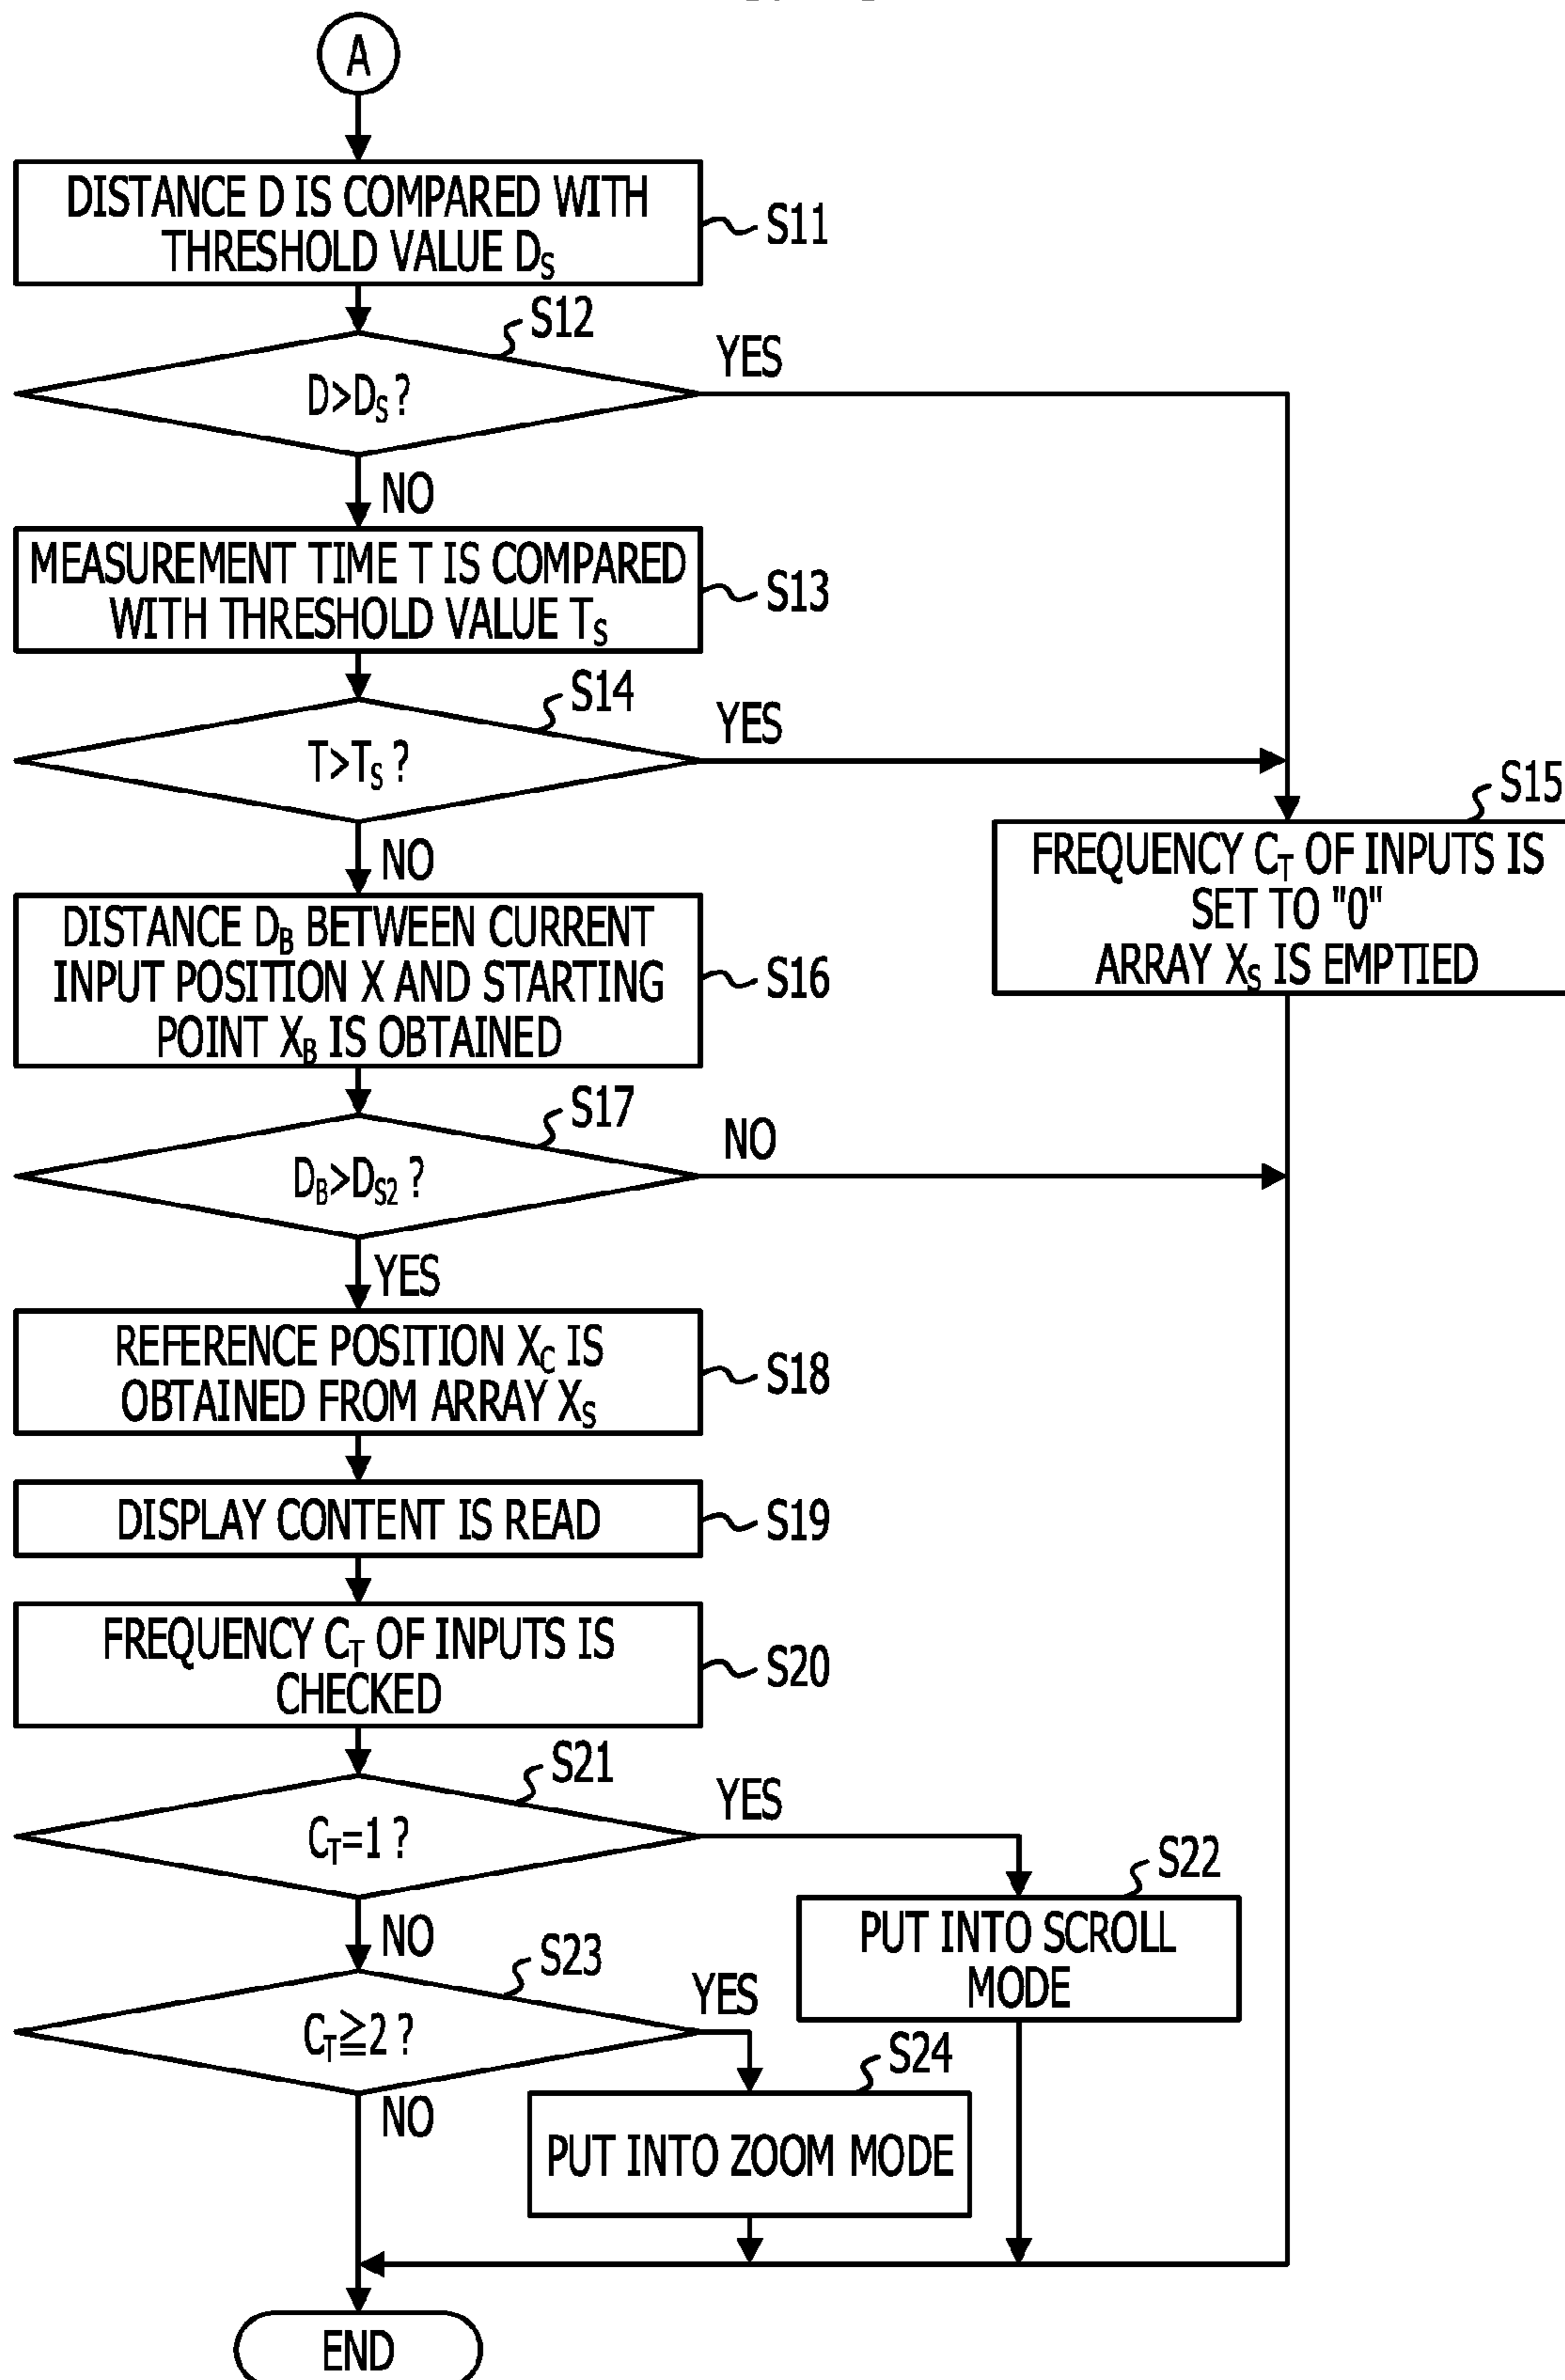 A
DISTANCE D IS COMPARED WITH
THRESHOLD VALUE DS
S11
S12
D>DS ?
YES
NO
MEASUREMENT TIME T IS COMPARED
WITH THRESHOLD VALUE TS
S13
S14
T>TS ?
YES
NO
S15
FREQUENCY CT OF INPUTS IS
SET TO "0"
ARRAY XS IS EMPTIED
DISTANCE DB BETWEEN CURRENT
INPUT POSITION X AND STARTING
POINT XB IS OBTAINED
S16
S17
DB>DS2 ?
NO
YES
REFERENCE POSITION XC IS
OBTAINED FROM ARRAY XS
S18
DISPLAY CONTENT IS READ
S19
FREQUENCY CT OF INPUTS IS
CHECKED
S20
S21
CT=1 ?
YES
NO
S22
PUT INTO SCROLL
MODE
S23
CT≧2 ?
YES
NO
S24
PUT INTO ZOOM MODE
END